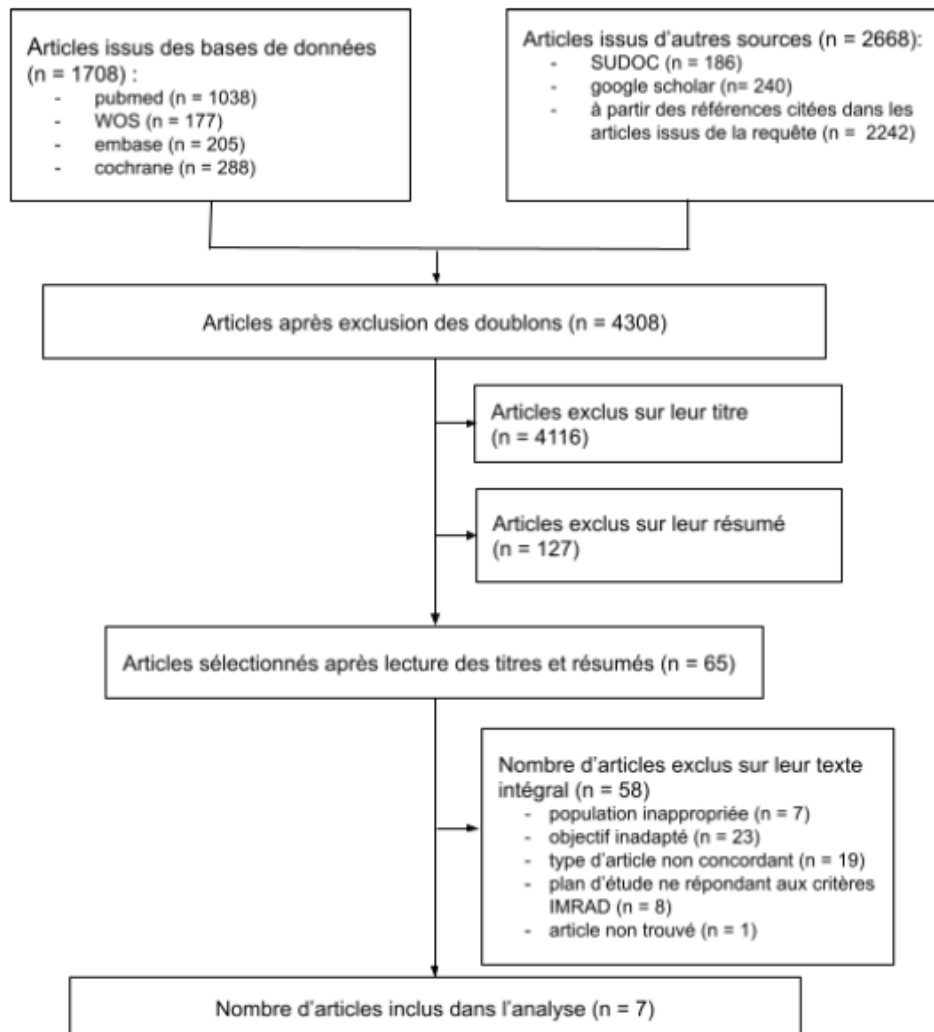 Articles issus des bases de données
(n = 1708) :
- pubmed (n = 1038)
- WOS (n = 177)
- embase (n = 205)
- cochrane (n = 288)
Articles issus d'autres sources (n = 2668):
- SUDOC (n = 186)
- google scholar (n= 240)
- à partir des références citées dans les
articles issus de la requête (n = 2242)
Articles après exclusion des doublons (n = 4308)
Articles exclus sur leur titre
(n = 4116)
Articles exclus sur leur résumé
(n = 127)
Articles sélectionnés après lecture des titres et résumés (n = 65)
Nombre d'articles exclus sur leur texte
intégral (n = 58)
- population inappropriée (n = 7)
- objectif inadapté (n = 23)
- type d'article non concordant (n = 19)
- plan d'étude ne répondant aux critères
IMRAD (n = 8)
- article non trouvé (n = 1)
Nombre d'articles inclus dans l'analyse (n = 7)